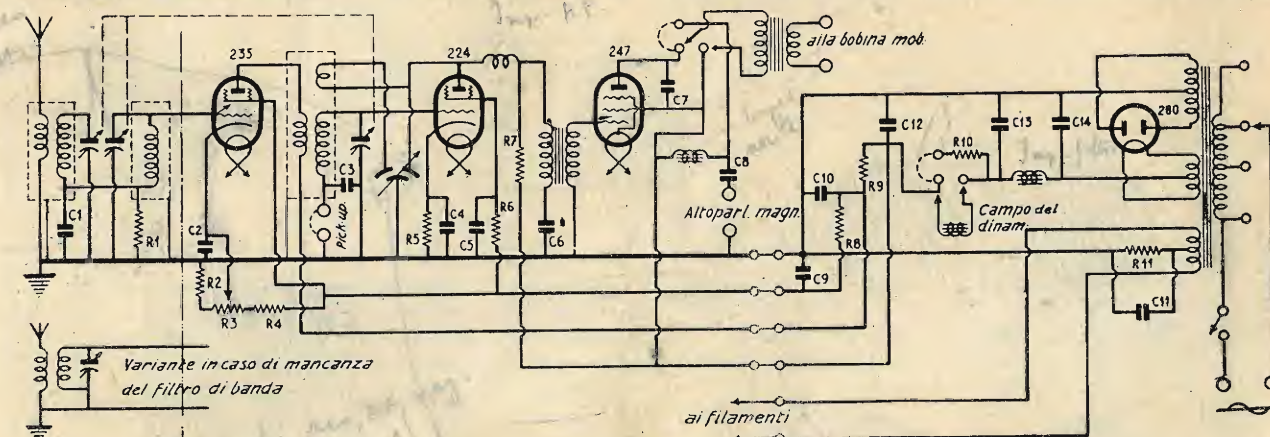 235
224
247
280
alla bobina mob.
C1
R1
C2
R2
R3
R4
C3
Pick up.
R5
C4
C5
R6
R7
C6
C7
C8
Altoparl. magn.
C9
C10
R8
R9
C12
R10
C13
C14
Campo del
dinam.
R11
C11
Variante in caso di mancanza
del filtro di banda
ai filamenti